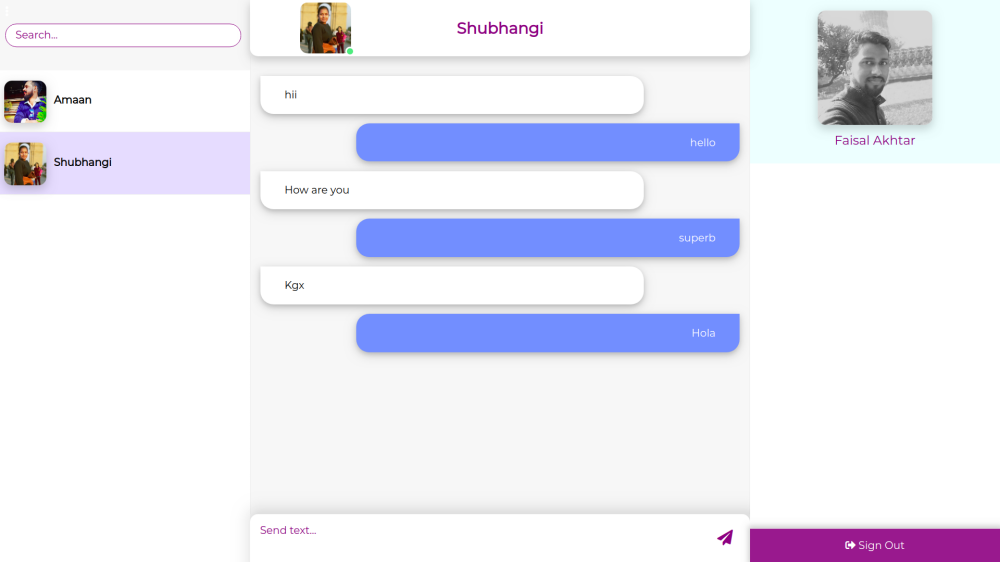 Search...
Amaan
Shubhangi
Shubhangi
hii
hello
How are you
superb
Kgx
Hola
Send text...
Faisal Akhtar
Sign Out